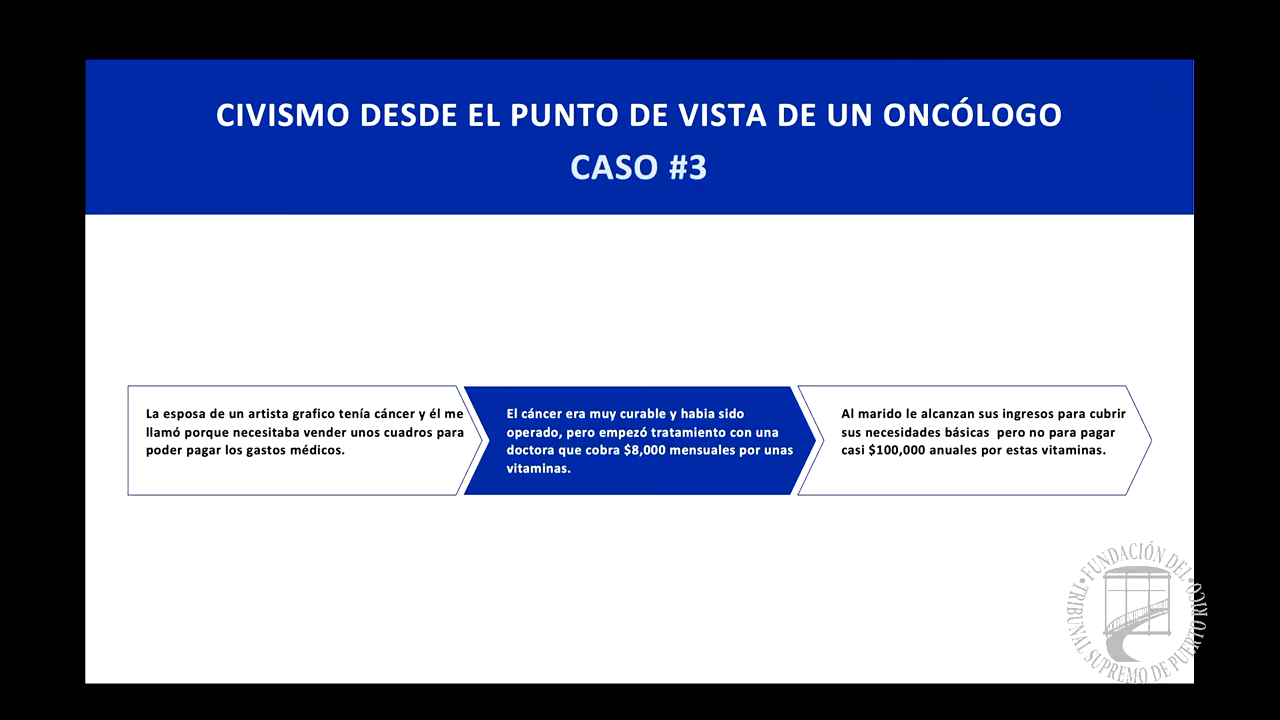 CIVISMO DESDE EL PUNTO DE VISTA DE UN ONCÓLOGO
CASO #3
La esposa de un artista grafico tenía cáncer y él me
llamó porque necesitaba vender unos cuadros para
poder pagar los gastos médicos.
El cáncer era muy curable y habia sido
operado, pero empezó tratamiento con una
doctora que cobra $8,000 mensuales por unas
vitaminas.
Al marido le alcanzan sus ingresos para cubrir
sus necesidades básicas pero no para pagar
casi $100,000 anuales por estas vitaminas.
FUNDACIÓN DEL
TRIBUNAL SUPREMO DE PUERTO RICO